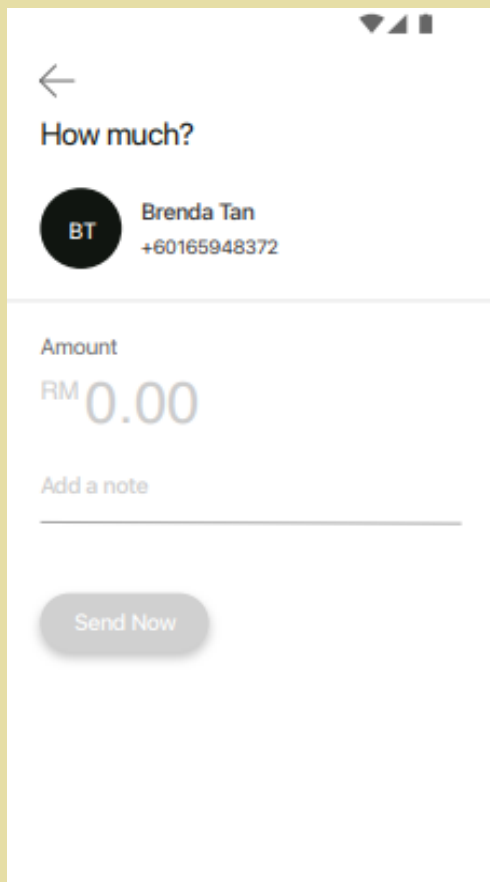 How much?
BT
Brenda Tan
+60165948372
Amount
RM 0.00
Add a note
Send Now